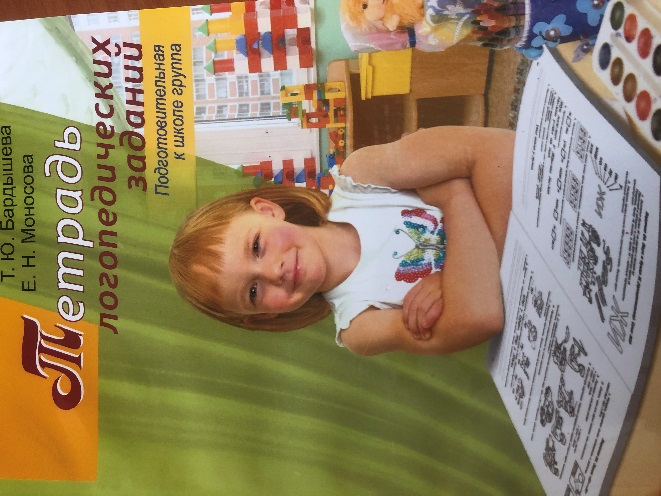 Т. Ю. Бардышева
Е. Н. Моносова
Тетрадь
логопедических
заданий
Подготовительная
к школе группа